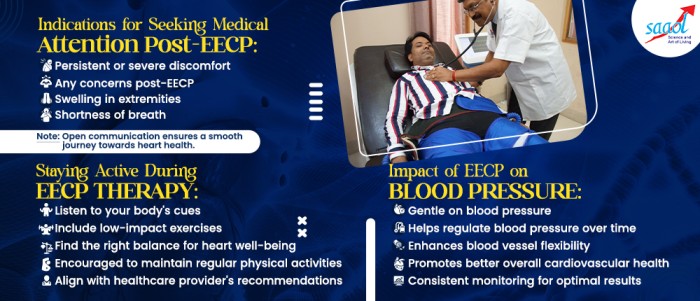 Indications for Seeking Medical
Attention Post-EECP:
Persistent or severe discomfort
Any concerns post-EECP
Swelling in extremities
Shortness of breath
Note: Open communication ensures a smooth
journey towards heart health.
saaol
Science and
Art of Living
Staying Active During
EECP THERAPY:
Listen to your body's cues
Include low-impact exercises
Find the right balance for heart well-being
Encouraged to maintain regular physical activities
Align with healthcare provider's recommendations
Impact of EECP on
BLOOD PRESSURE:
Gentle on blood pressure
Helps regulate blood pressure over time
Enhances blood vessel flexibility
Promotes better overall cardiovascular health
Consistent monitoring for optimal results